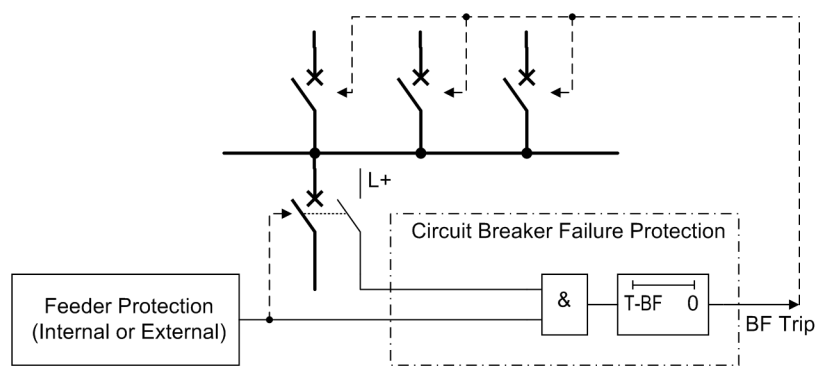 L+
Circuit Breaker Failure Protection
Feeder Protection
(Internal or External)
&
T-BF 0
BF Trip